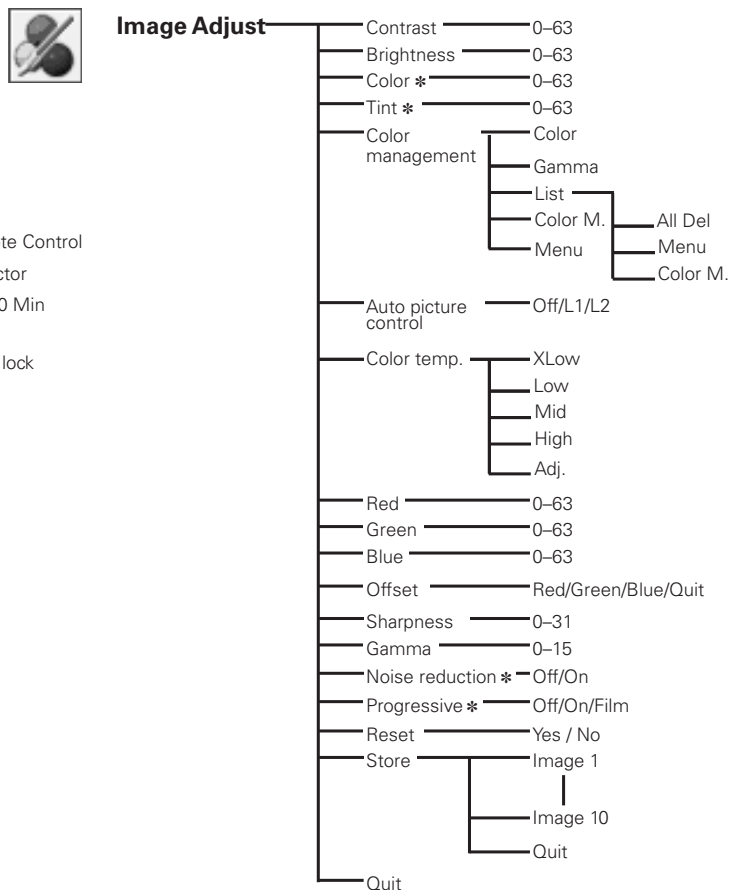 Image Adjust
Contrast 0–63
Brightness 0–63
Color ✽ 0–63
Tint ✽ 0–63
Color Color
management
Gamma
List
Color M. All Del
Menu Menu
Color M.
Auto picture Off/L1/L2
control
Color temp. XLow
Low
Mid
High
Adj.
Red 0–63
Green 0–63
Blue 0–63
Offset Red/Green/Blue/Quit
Sharpness 0–31
Gamma 0–15
Noise reduction ✽ Off/On
Progressive ✽ Off/On/Film
Reset Yes / No
Store Image 1
Image 10
Quit
Quit
te Control
ctor
0 Min
lock